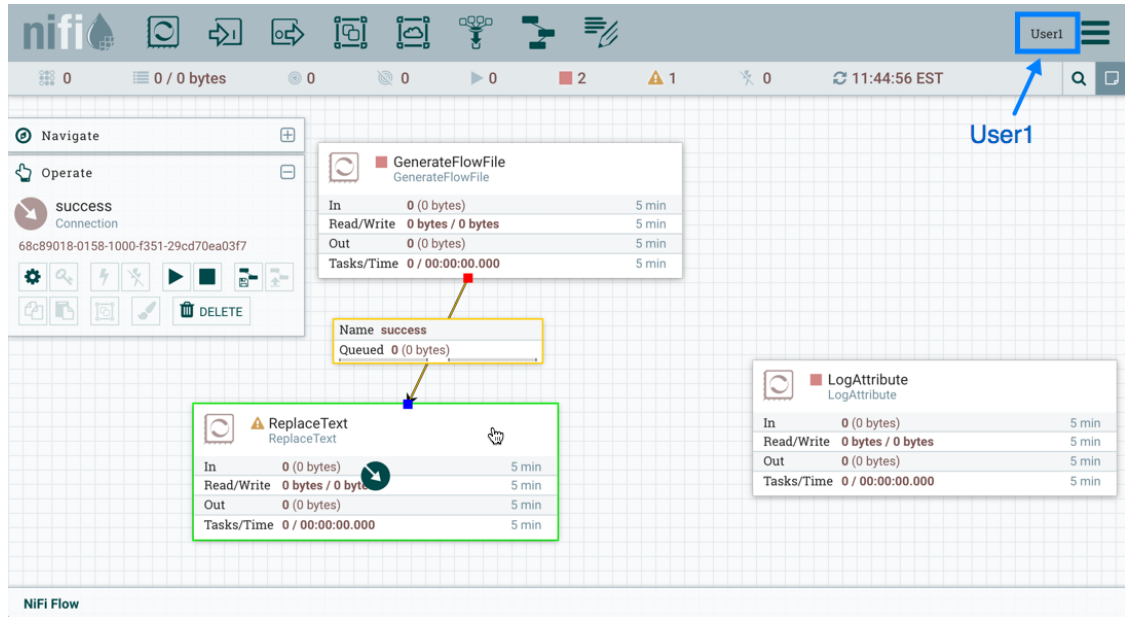 nifi
User1
0
0 / 0 bytes
0
0
0
2
1
0
11:44:56 EST
User1
Navigate
Operate
success
Connection
68c89018-0158-1000-f351-29cd70ea03f7
DELETE
GenerateFlowFile
GenerateFlowFile
In 0 (0 bytes) 5 min
Read/Write 0 bytes / 0 bytes 5 min
Out 0 (0 bytes) 5 min
Tasks/Time 0 / 00:00:00.000 5 min
Name success
Queued 0 (0 bytes)
ReplaceText
ReplaceText
In 0 (0 bytes) 5 min
Read/Write 0 bytes / 0 byte 5 min
Out 0 (0 bytes) 5 min
Tasks/Time 0 / 00:00:00.000 5 min
LogAttribute
LogAttribute
In 0 (0 bytes) 5 min
Read/Write 0 bytes / 0 bytes 5 min
Out 0 (0 bytes) 5 min
Tasks/Time 0 / 00:00:00.000 5 min
NiFi Flow